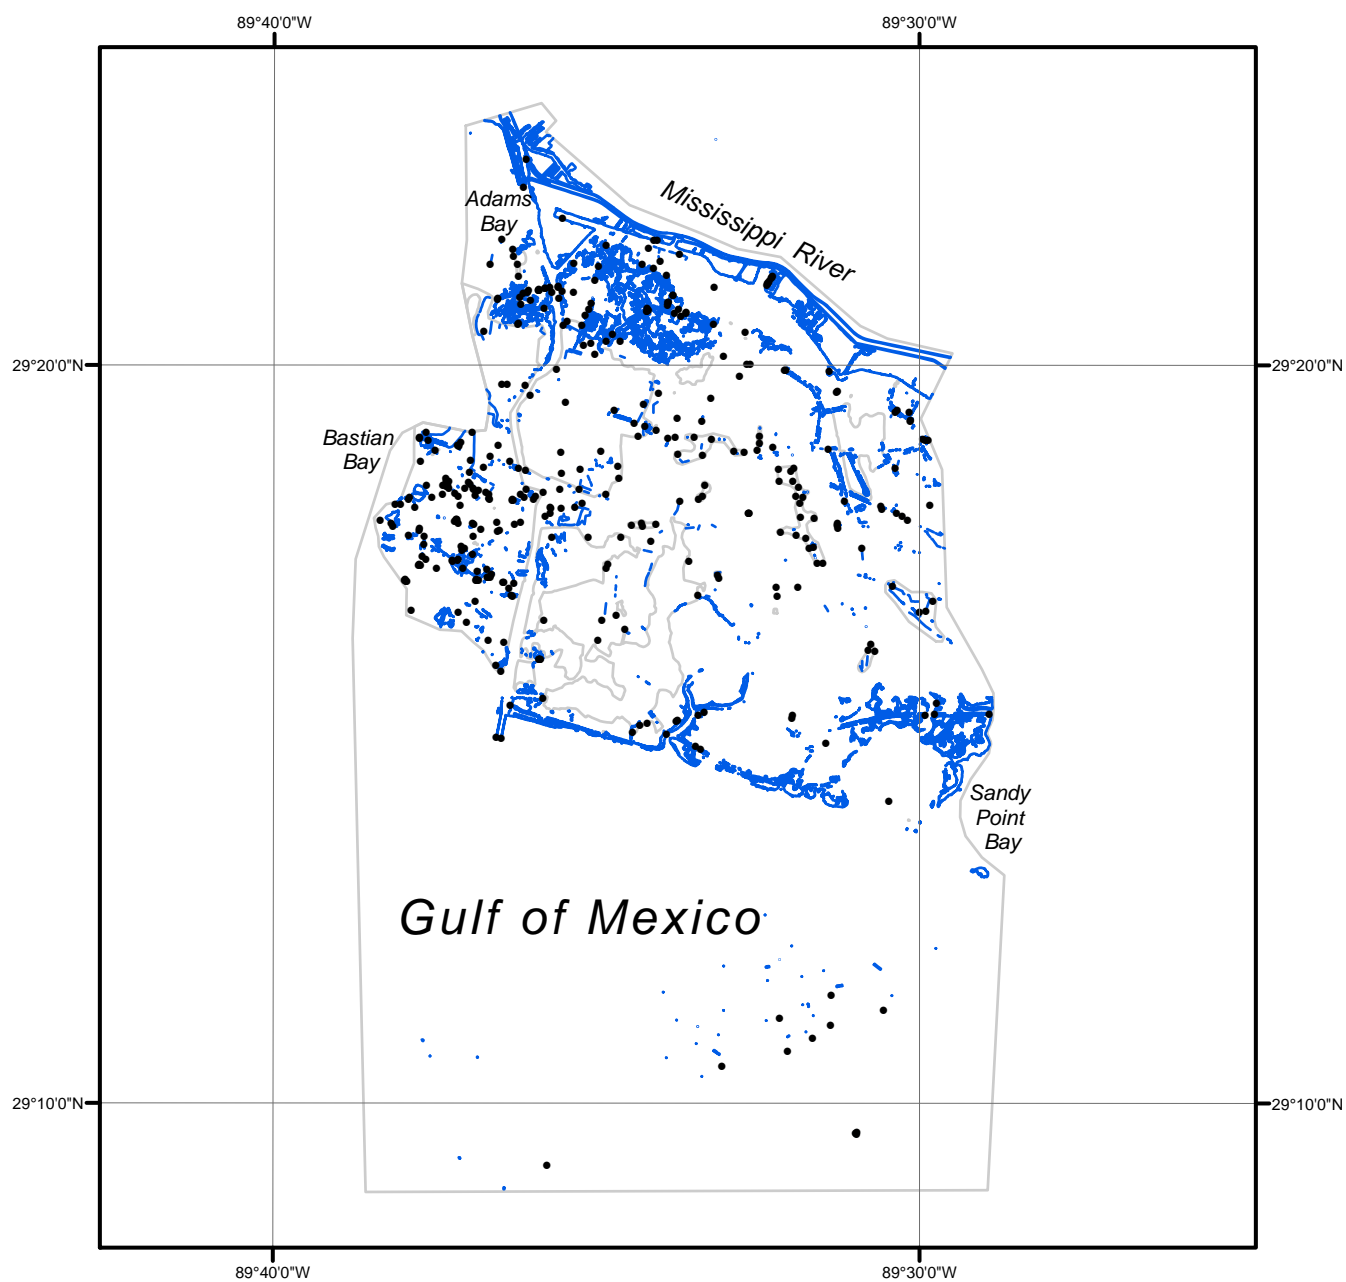 89°40'0"W
89°30'0"W
Mississippi River
Adams
Bay
29°20'0"N
29°20'0"N
Bastian
Bay
Sandy
Point
Bay
Gulf of Mexico
29°10'0"N
29°10'0"N
89°40'0"W
89°30'0"W